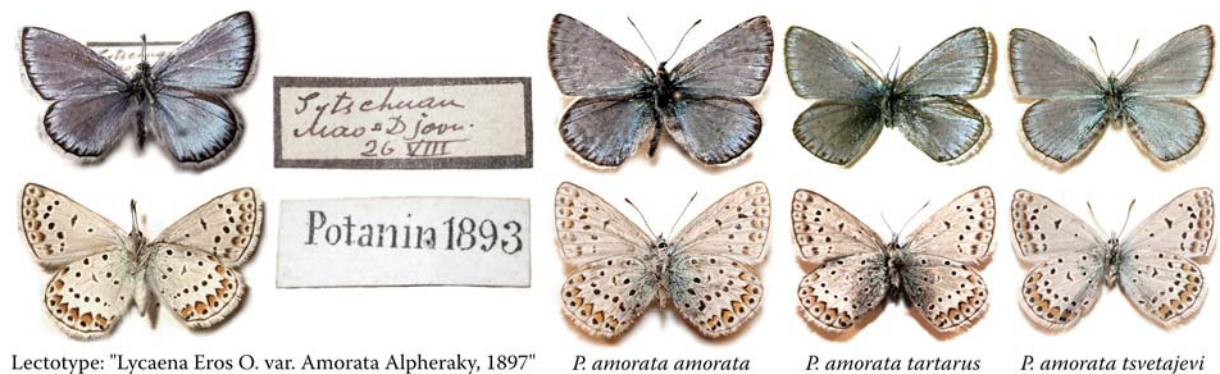 Sytschuan
Mao-Djoou.
26 VIII
Potanin 1893
Lectotype: "Lycaena Eros O. var. Amorata Alpheraky, 1897"
P. amorata amorata
P. amorata tartarus
P. amorata tsvetajevi